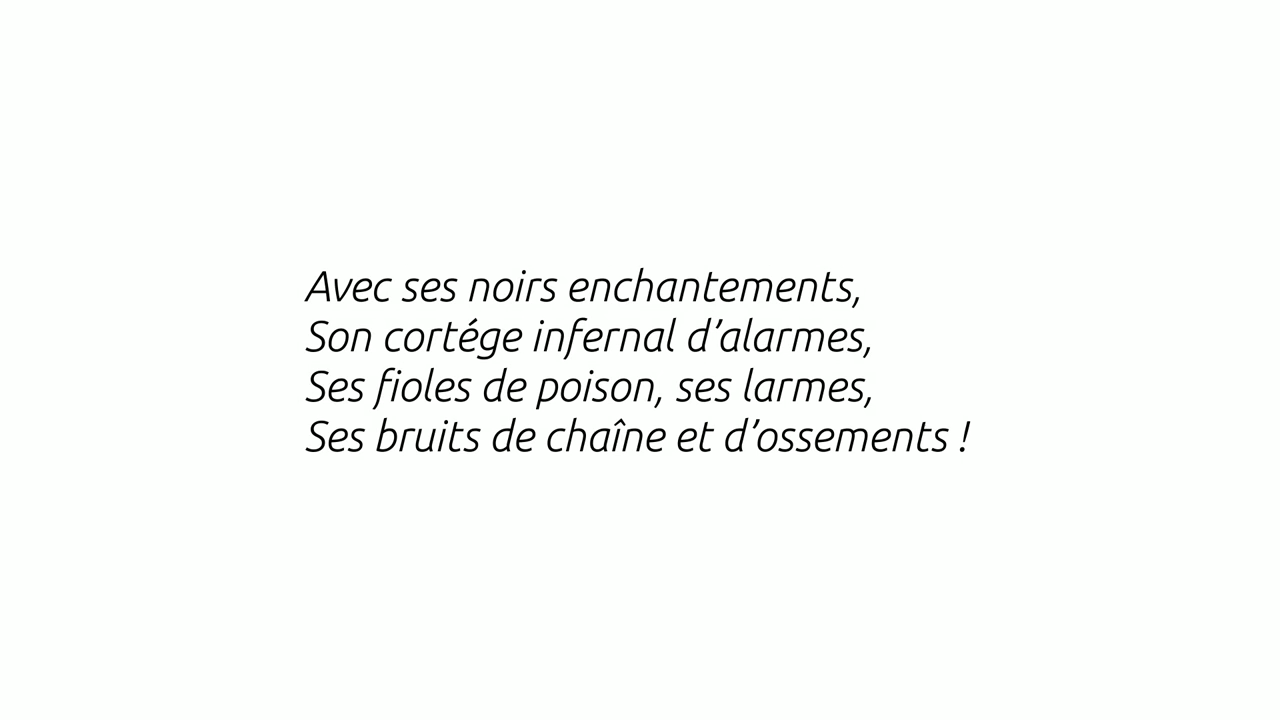 Avec ses noirs enchantements,
Son cortége infernal d’alarmes,
Ses fioles de poison, ses larmes,
Ses bruits de chaîne et d’ossements !